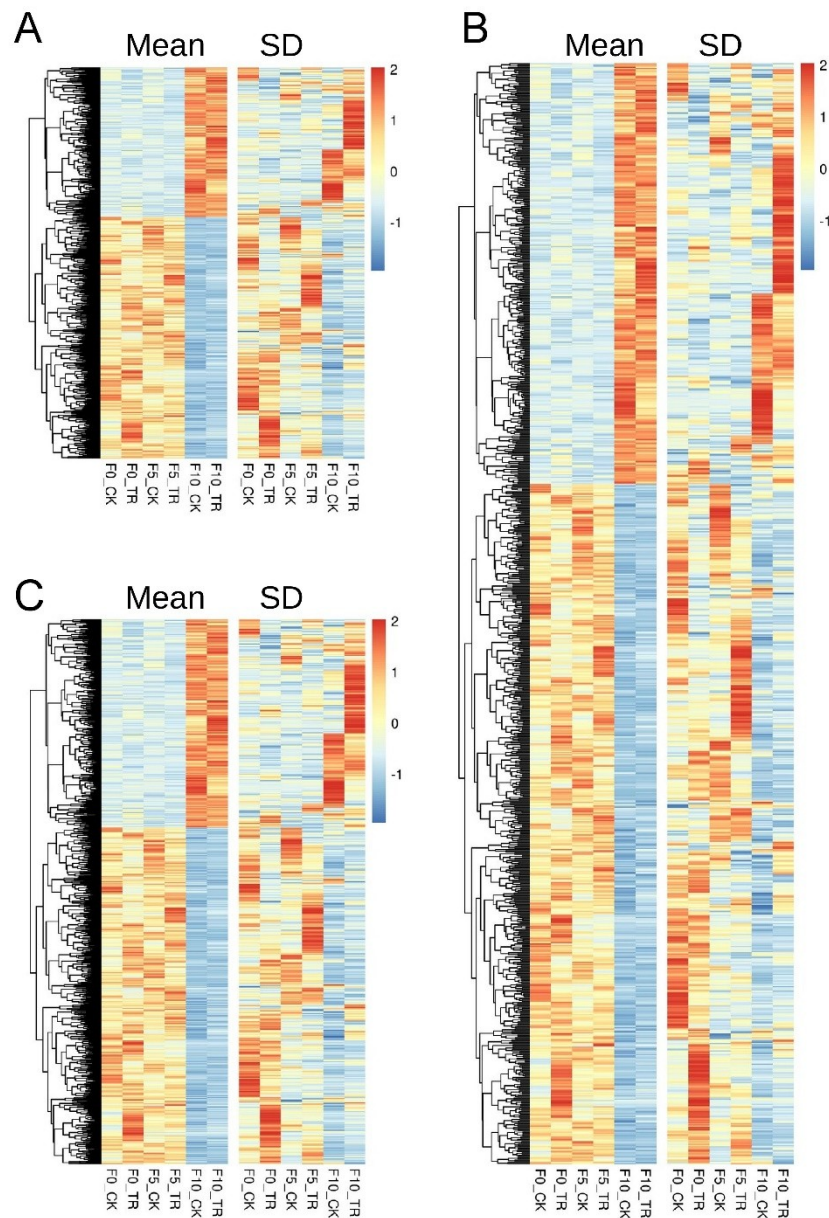 A
Mean SD
2
1
0
-1
F0_CK
F0_TR
F5_CK
F5_TR
F10_CK
F10_TR
F0_CK
F0_TR
F5_CK
F5_TR
F10_CK
F10_TR
B
Mean SD
2
1
0
-1
F0_CK
F0_TR
F5_CK
F5_TR
F10_CK
F10_TR
F0_CK
F0_TR
F5_CK
F5_TR
F10_CK
F10_TR
C
Mean SD
2
1
0
-1
F0_CK
F0_TR
F5_CK
F5_TR
F10_CK
F10_TR
F0_CK
F0_TR
F5_CK
F5_TR
F10_CK
F10_TR